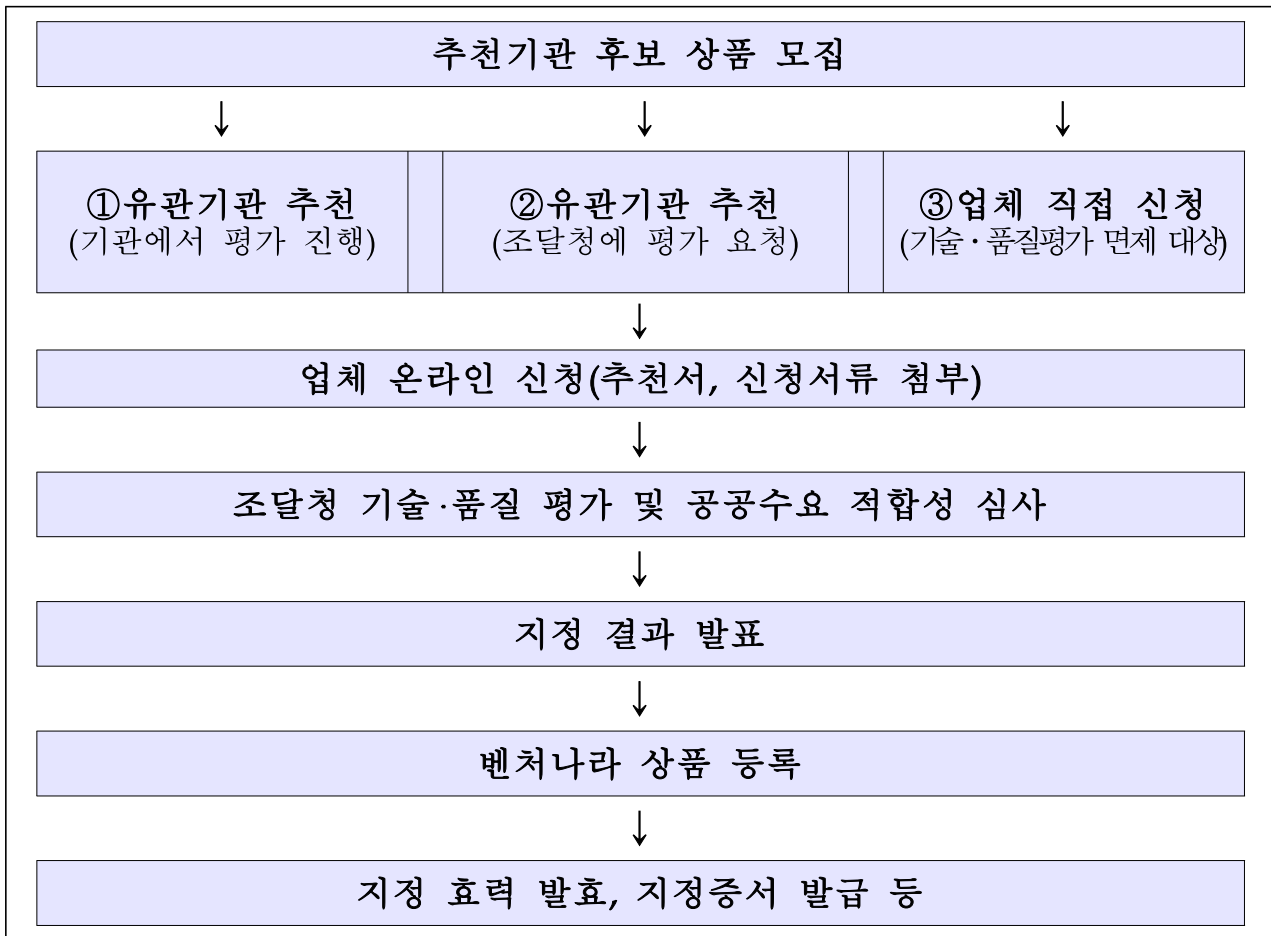 추천기관 후보 상품 모집
↓ ↓ ↓
①유관기관 추천
(기관에서 평가 진행)
②유관기관 추천
(조달청에 평가 요청)
③업체 직접 신청
(기술·품질평가 면제 대상)
↓
업체 온라인 신청(추천서, 신청서류 첨부)
↓
조달청 기술·품질 평가 및 공공수요 적합성 심사
↓
지정 결과 발표
↓
벤처나라 상품 등록
↓
지정 효력 발효, 지정증서 발급 등